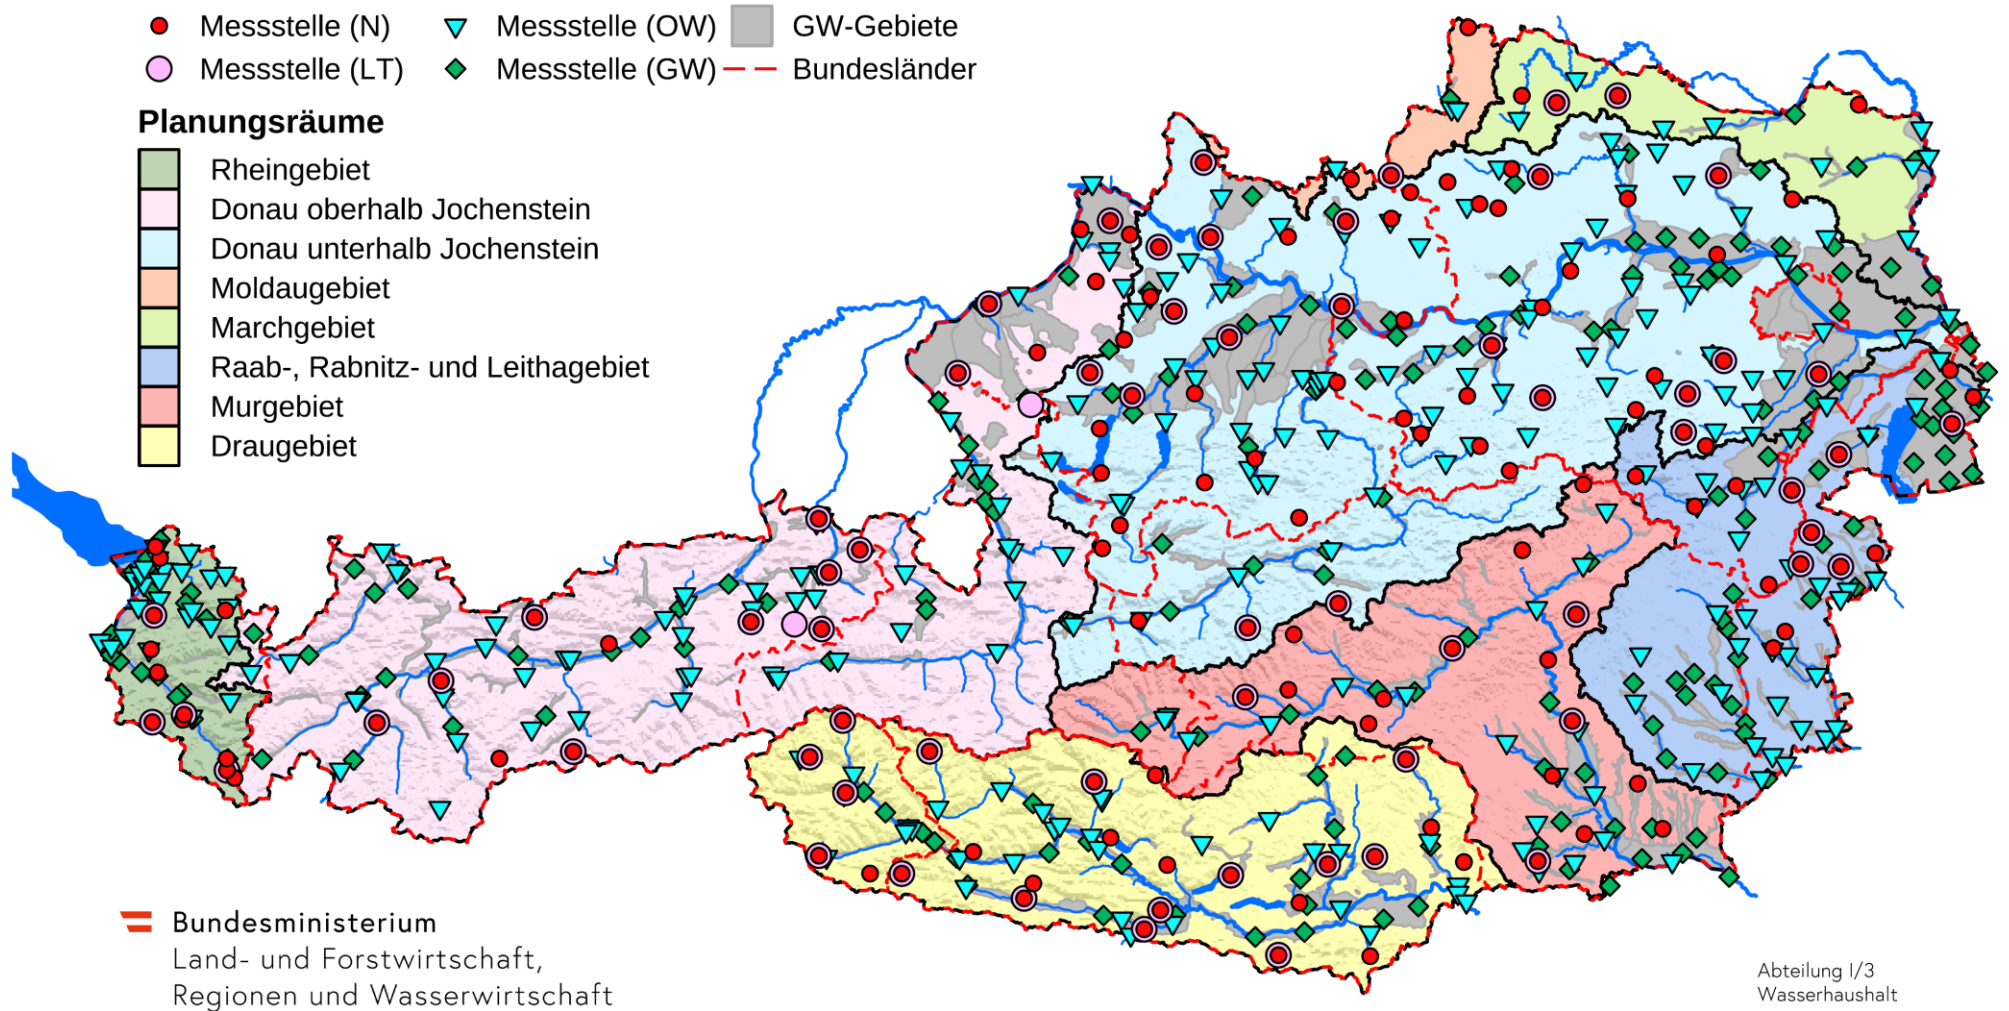 Messstelle (N)
Messstelle (OW)
GW-Gebiete
Messstelle (LT)
Messstelle (GW)
Bundesländer
Planungsräume
Rheingebiet
Donau oberhalb Jochenstein
Donau unterhalb Jochenstein
Moldaugebiet
Marchgebiet
Raab-, Rabnitz- und Leithagebiet
Murgebiet
Draugebiet
Bundesministerium
Land- und Forstwirtschaft,
Regionen und Wasserwirtschaft
Abteilung I/3
Wasserhaushalt